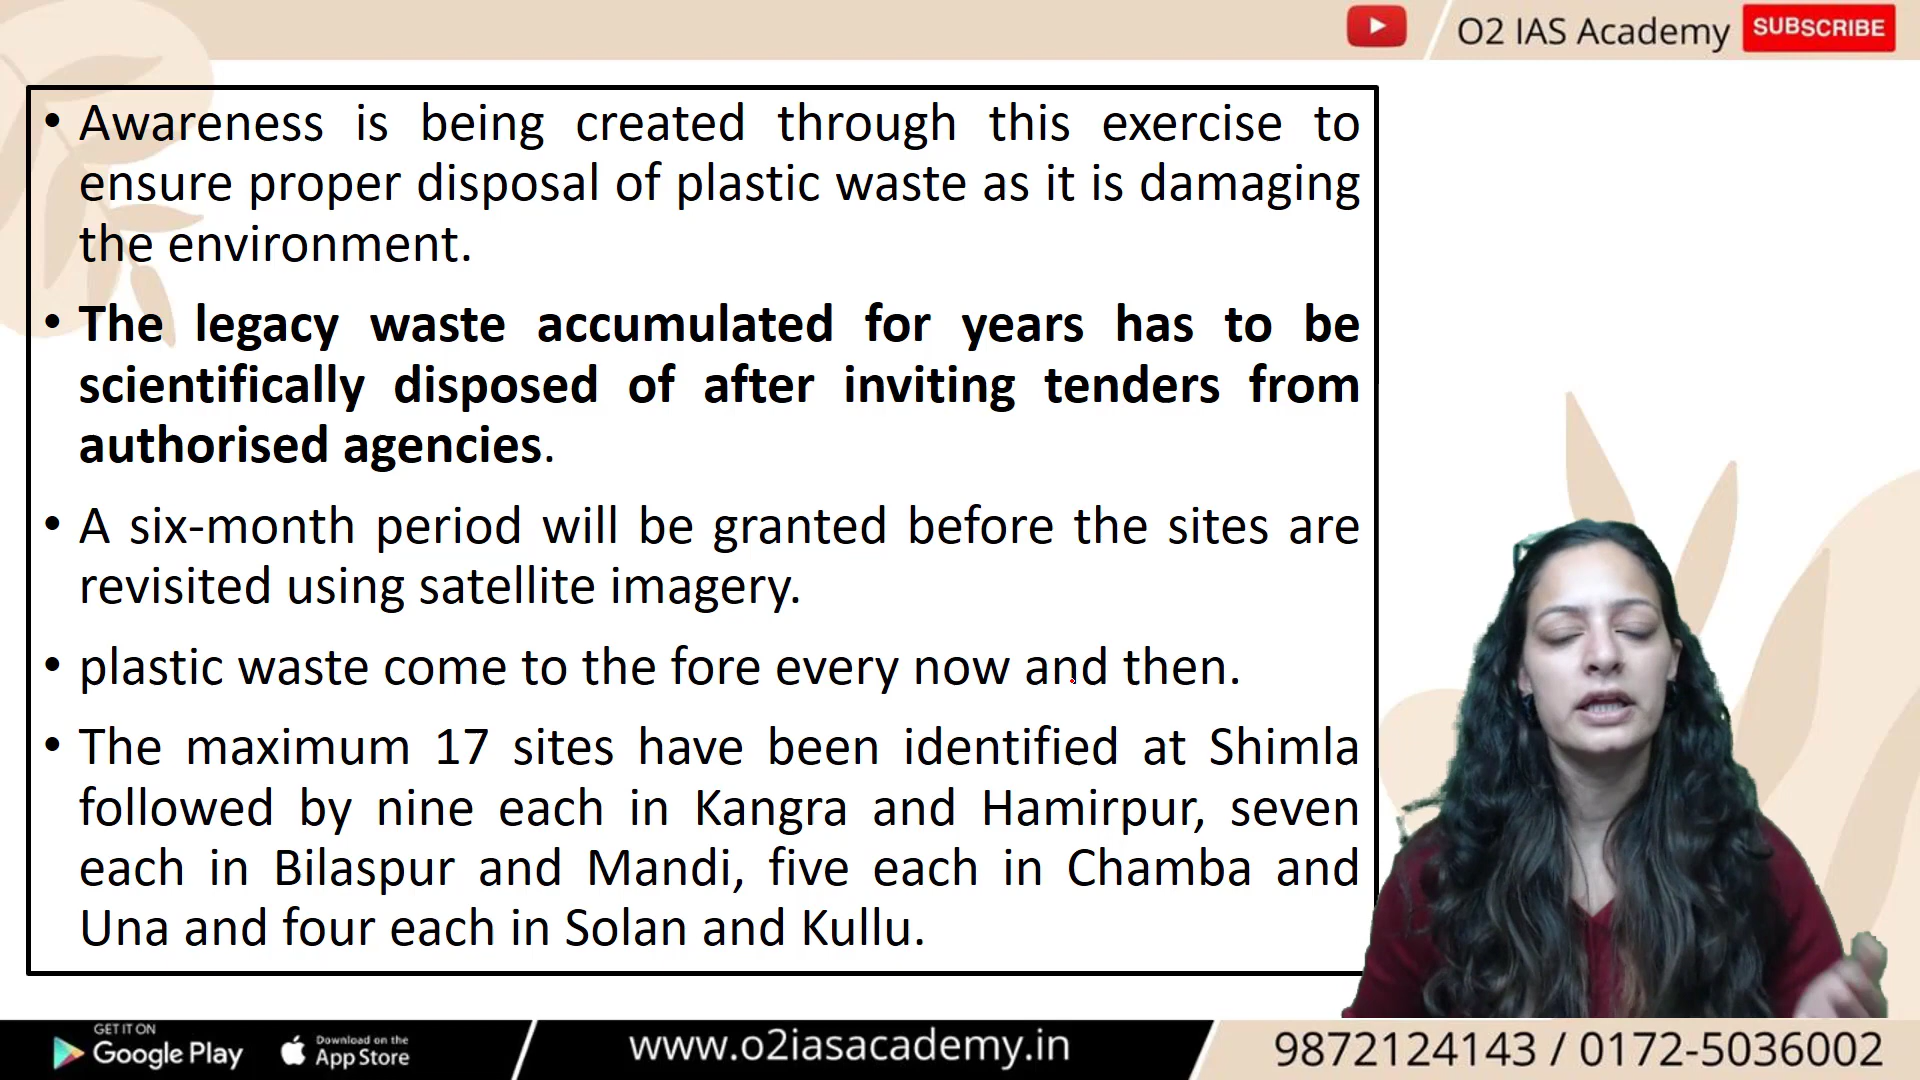 O2 IAS Academy SUBSCRIBE
• Awareness is being created through this exercise to
ensure proper disposal of plastic waste as it is damaging
the environment.
• The legacy waste accumulated for years has to be
scientifically disposed of after inviting tenders from
authorised agencies.
• A six-month period will be granted before the sites are
revisited using satellite imagery.
• plastic waste come to the fore every now and then.
• The maximum 17 sites have been identified at Shimla
followed by nine each in Kangra and Hamirpur, seven
each in Bilaspur and Mandi, five each in Chamba and
Una and four each in Solan and Kullu.
GET IT ON
Google Play
Download on the
App Store
www.o2iasacademy.in
9872124143 / 0172-5036002